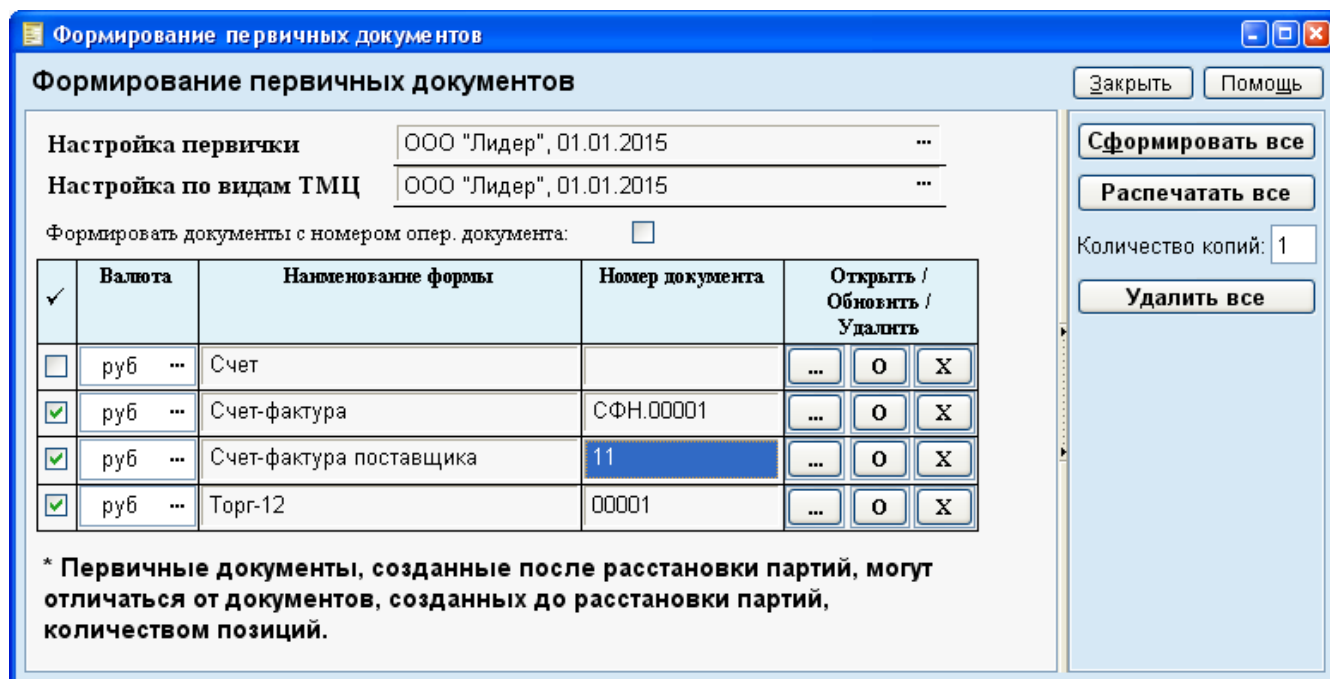 Формирование первичных документов
Формирование первичных документов
Закрыть Помощь
Настройка первички ООО "Лидер", 01.01.2015 ...
Настройка по видам ТМЦ ООО "Лидер", 01.01.2015 ...
Формировать документы с номером опер. документа:
Сформировать все
Распечатать все
Количество копий: 1
Удалить все
✓ Валюта Наименование формы Номер документа Открыть /
Обновить /
Удалить
руб ... Счет ... О X
руб ... Счет-фактура СФН.00001 ... О X
руб ... Счет-фактура поставщика 11 ... О X
руб ... Торг-12 00001 ... О X
* Первичные документы, созданные после расстановки партий, могут
отличаться от документов, созданных до расстановки партий,
количеством позиций.